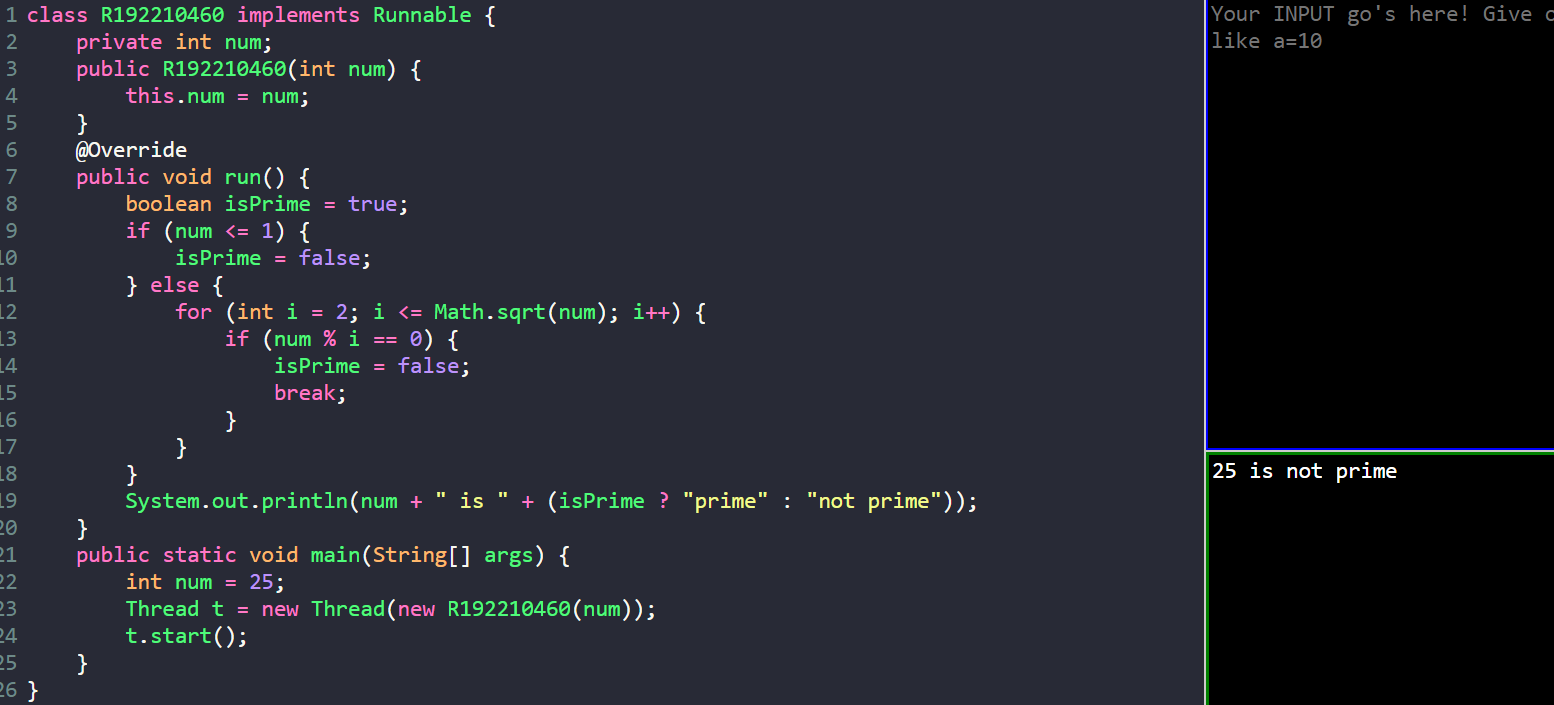 1 class R192210460 implements Runnable {
2     private int num;
3     public R192210460(int num) {
4         this.num = num;
5     }
6     @Override
7     public void run() {
8         boolean isPrime = true;
9         if (num <= 1) {
10             isPrime = false;
11         } else {
12             for (int i = 2; i <= Math.sqrt(num); i++) {
13                 if (num % i == 0) {
14                     isPrime = false;
15                     break;
16                 }
17             }
18         }
19         System.out.println(num + " is " + (isPrime ? "prime" : "not prime"));
20     }
21     public static void main(String[] args) {
22         int num = 25;
23         Thread t = new Thread(new R192210460(num));
24         t.start();
25     }
26 }
Your INPUT go's here! Give
like a=10
25 is not prime